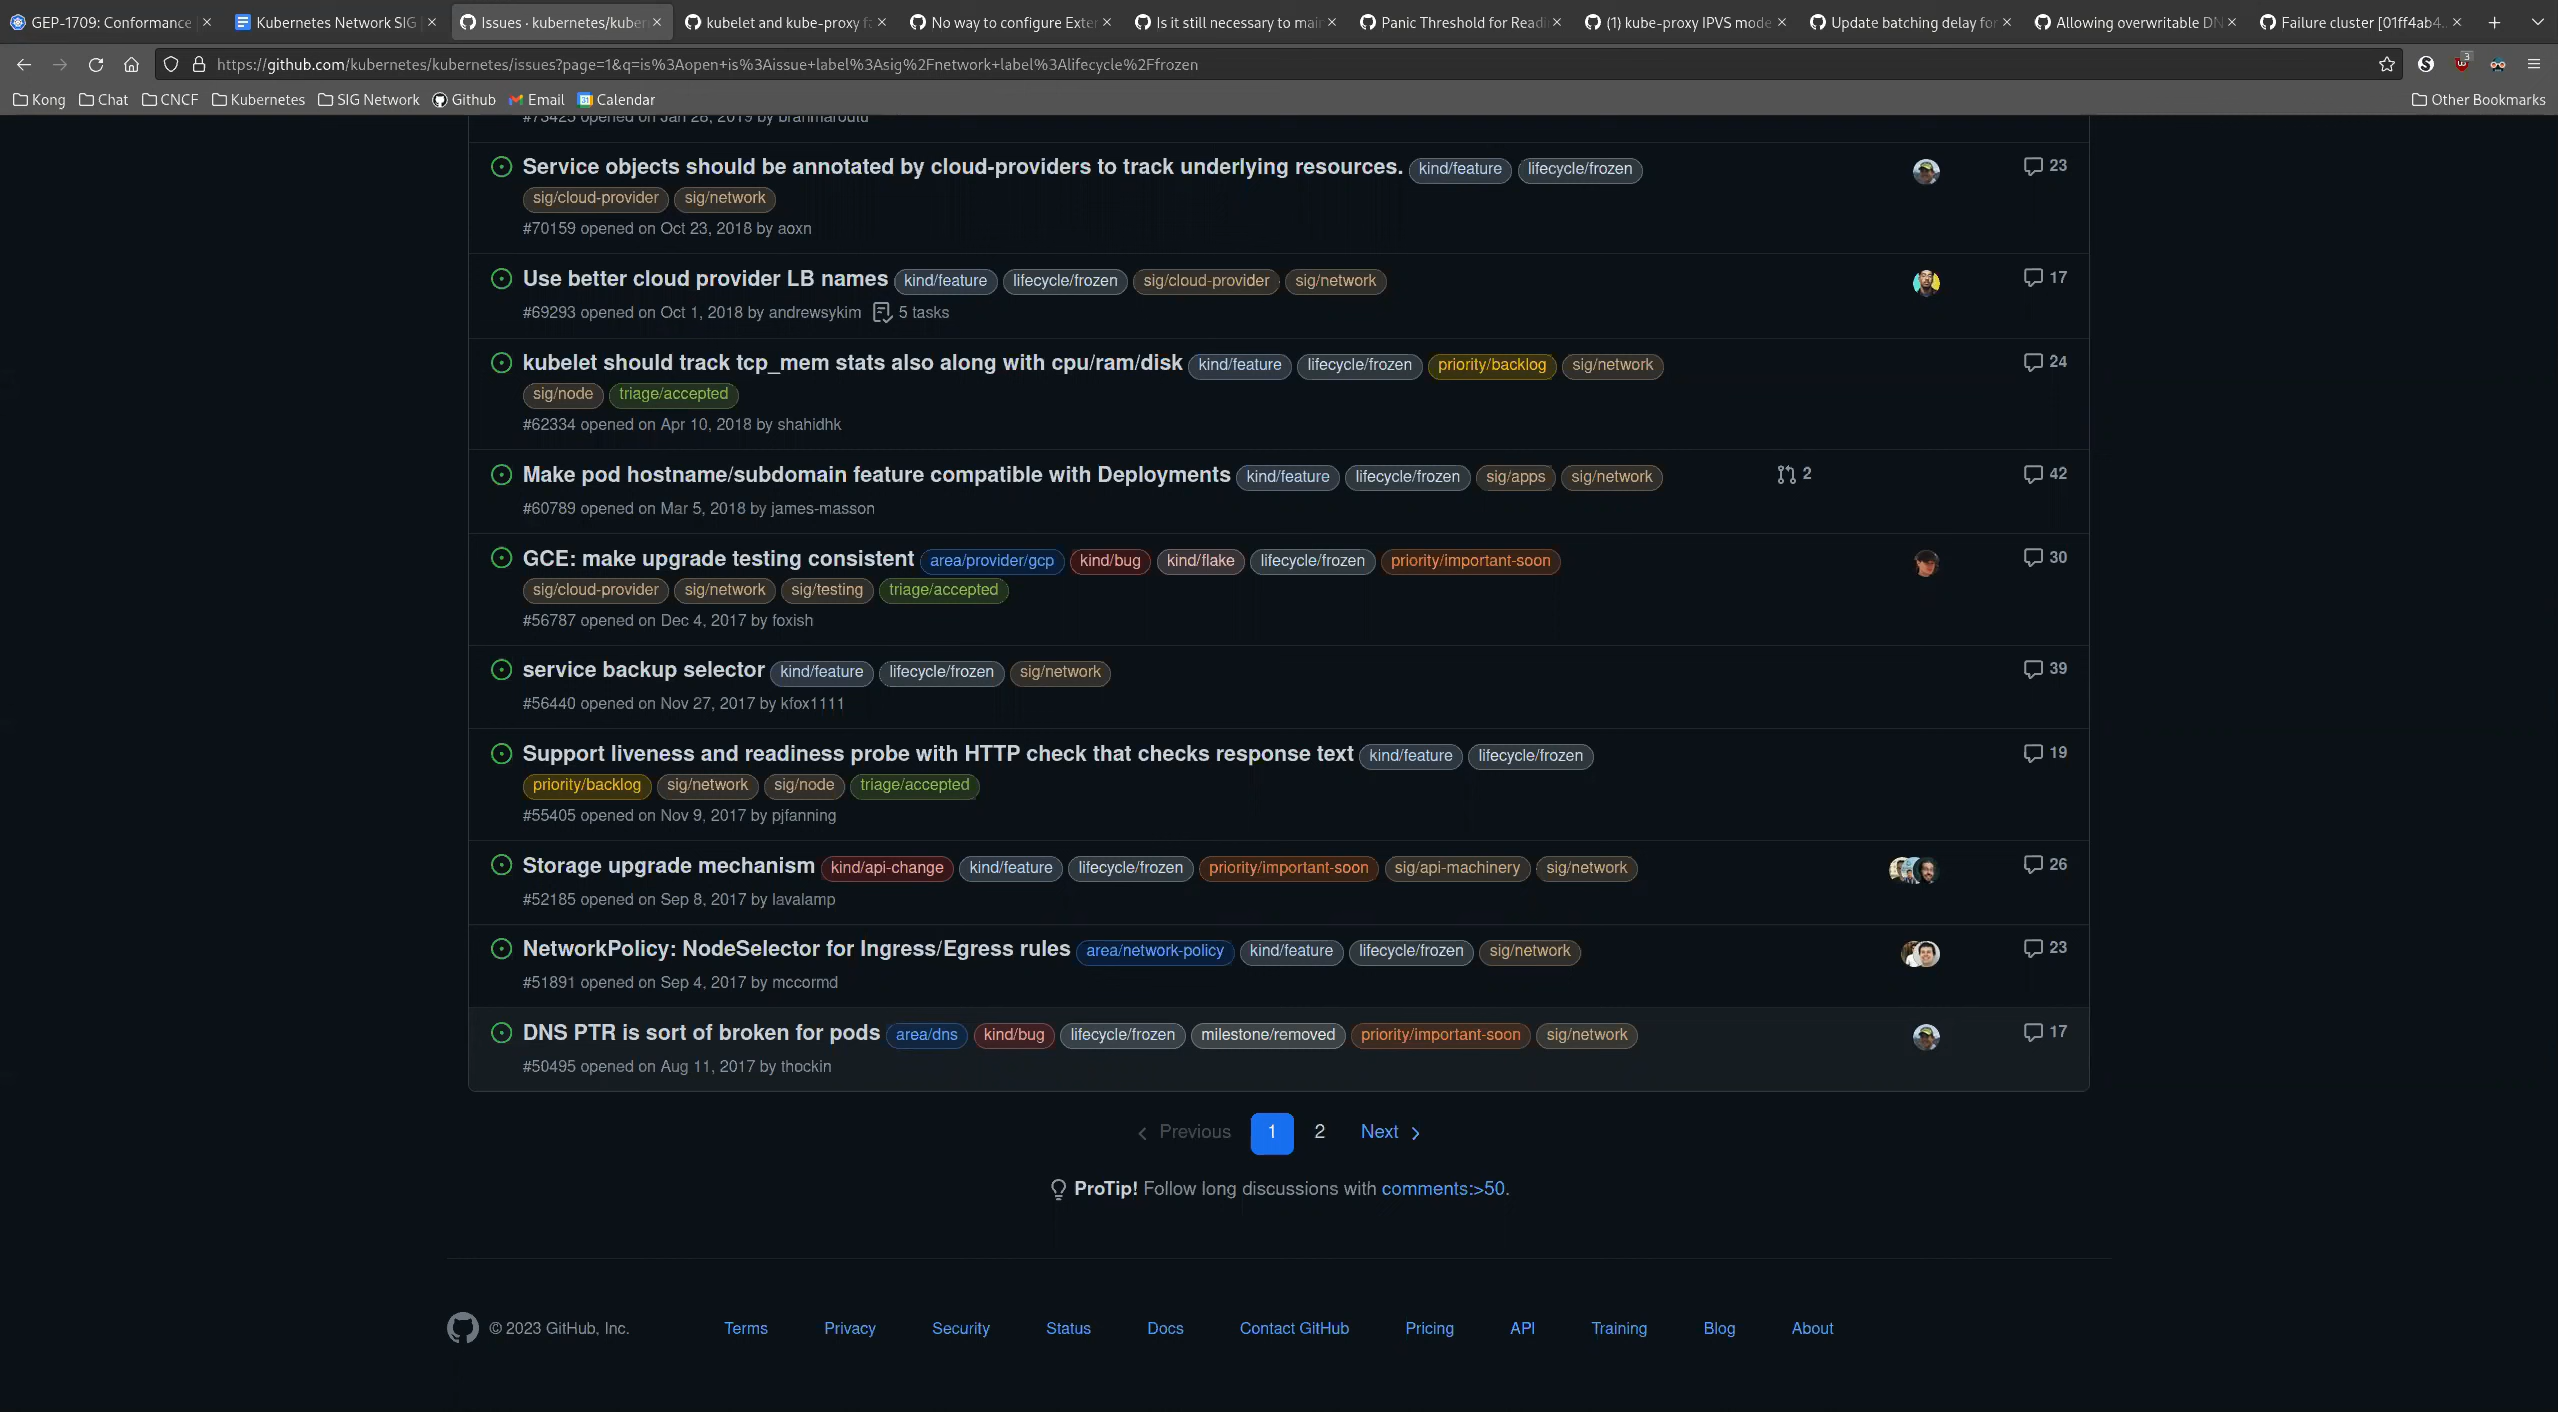 GEP-1709: Conformance
Kubernetes Network SIG
Issues · kubernetes/kuber
kubelet and kube-proxy fa
No way to configure Exter
Is it still necessary to main
Panic Threshold for Readi
(1) kube-proxy IPVS mode
Update batching delay for
Allowing overwritable DN
Failure cluster [01ff4ab4...
https://github.com/kubernetes/kubernetes/issues?page=1&q=is%3Aopen+is%3Aissue+label%3Asig%2Fnetwork+label%3Alifecycle%2Ffrozen
3
Kong Chat CNCF Kubernetes SIG Network Github Email Calendar Other Bookmarks
#73425 opened on Jan 28, 2019 by brahmaroutu
Service objects should be annotated by cloud-providers to track underlying resources. kind/feature lifecycle/frozen 23
sig/cloud-provider sig/network
#70159 opened on Oct 23, 2018 by aoxn
Use better cloud provider LB names kind/feature lifecycle/frozen sig/cloud-provider sig/network 17
#69293 opened on Oct 1, 2018 by andrewsykim 5 tasks
kubelet should track tcp_mem stats also along with cpu/ram/disk kind/feature lifecycle/frozen priority/backlog sig/network 24
sig/node triage/accepted
#62334 opened on Apr 10, 2018 by shahidhk
Make pod hostname/subdomain feature compatible with Deployments kind/feature lifecycle/frozen sig/apps sig/network 2 42
#60789 opened on Mar 5, 2018 by james-masson
GCE: make upgrade testing consistent area/provider/gcp kind/bug kind/flake lifecycle/frozen priority/important-soon 30
sig/cloud-provider sig/network sig/testing triage/accepted
#56787 opened on Dec 4, 2017 by foxish
service backup selector kind/feature lifecycle/frozen sig/network 39
#56440 opened on Nov 27, 2017 by kfox1111
Support liveness and readiness probe with HTTP check that checks response text kind/feature lifecycle/frozen 19
priority/backlog sig/network sig/node triage/accepted
#55405 opened on Nov 9, 2017 by pjfanning
Storage upgrade mechanism kind/api-change kind/feature lifecycle/frozen priority/important-soon sig/api-machinery sig/network 26
#52185 opened on Sep 8, 2017 by lavalamp
NetworkPolicy: NodeSelector for Ingress/Egress rules area/network-policy kind/feature lifecycle/frozen sig/network 23
#51891 opened on Sep 4, 2017 by mccormd
DNS PTR is sort of broken for pods area/dns kind/bug lifecycle/frozen milestone/removed priority/important-soon sig/network 17
#50495 opened on Aug 11, 2017 by thockin
Previous 1 2 Next
ProTip! Follow long discussions with comments:>50.
© 2023 GitHub, Inc. Terms Privacy Security Status Docs Contact GitHub Pricing API Training Blog About